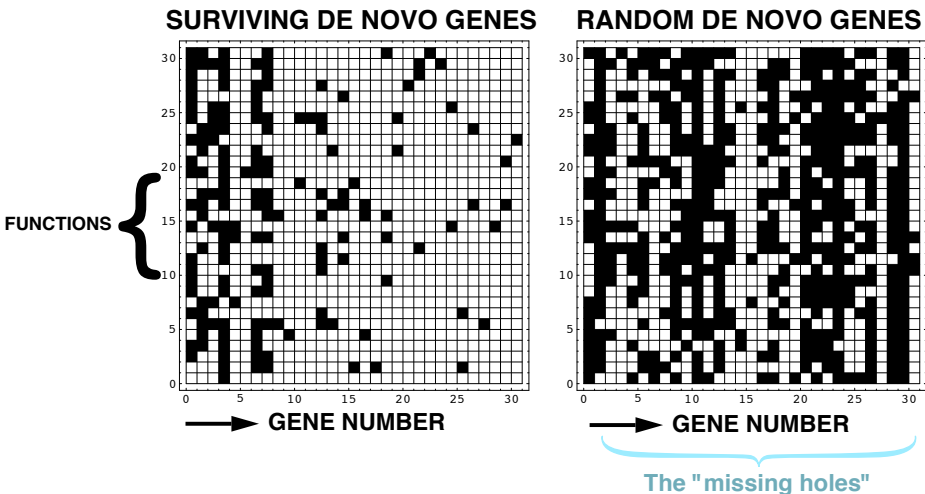 SURVIVING DE NOVO GENES
RANDOM DE NOVO GENES
30
25
20
15
10
5
0
FUNCTIONS
0 5 10 15 20 25 30
GENE NUMBER
30
25
20
15
10
5
0
0 5 10 15 20 25 30
GENE NUMBER
The "missing holes"